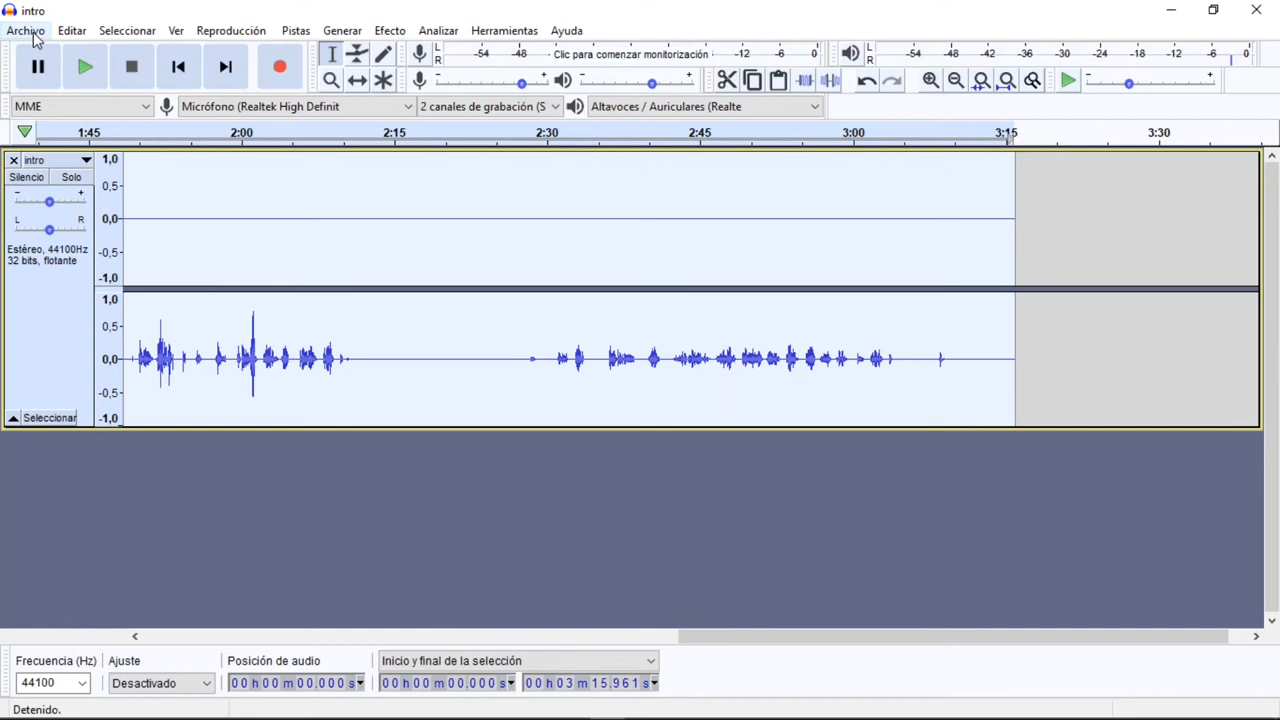 intro
Archivo Editar Seleccionar Ver Reproducción Pistas Generar Efecto Analizar Herramientas Ayuda
L R -54 -48 Clic para comenzar monitorización -12 -6 0
L R -54 -48 -42 -36 -30 -24 -18 -12 -6 0
- + - + - +
MME Micrófono (Realtek High Definit 2 canales de grabación (S Altavoces / Auriculares (Realte
1:45 2:00 2:15 2:30 2:45 3:00 3:15 3:30
intro
Silencio Solo
- +
L R
Estéreo, 44100Hz
32 bits, flotante
Seleccionar
1,0
0,5
0,0
-0,5
-1,0
1,0
0,5
0,0
-0,5
-1,0
Frecuencia (Hz) Ajuste Posición de audio Inicio y final de la selección
44100 Desactivado 00 h 00 m 00.000 s 00 h 00 m 00.000 s 00 h 03 m 15.961 s
Detenido.